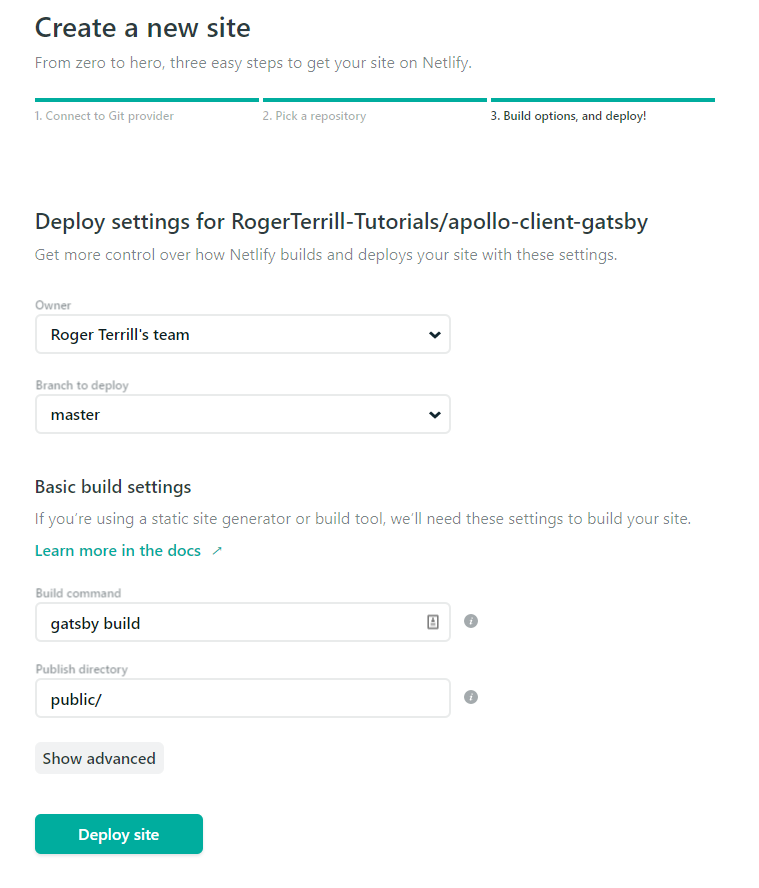 Create a new site
From zero to hero, three easy steps to get your site on Netlify.
1. Connect to Git provider
2. Pick a repository
3. Build options, and deploy!
Deploy settings for RogerTerrill-Tutorials/apollo-client-gatsby
Get more control over how Netlify builds and deploys your site with these settings.
Owner
Roger Terrill's team
Branch to deploy
master
Basic build settings
If you’re using a static site generator or build tool, we’ll need these settings to build your site.
Learn more in the docs ↗
Build command
gatsby build
Publish directory
public/
Show advanced
Deploy site